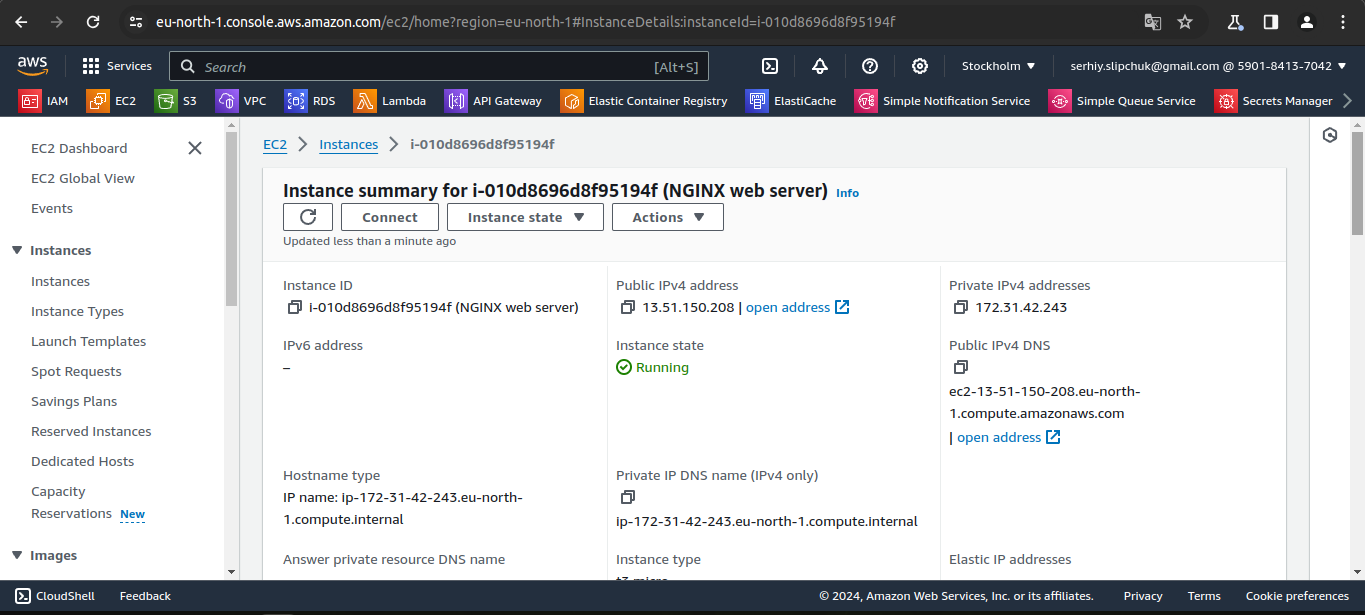 eu-north-1.console.aws.amazon.com/ec2/home?region=eu-north-1#InstanceDetails:instanceId=i-010d8696d8f95194f
aws
Services
Search
[Alt+S]
Stockholm
serhiy.slipchuk@gmail.com @ 5901-8413-7042
IAM
EC2
S3
VPC
RDS
Lambda
API Gateway
Elastic Container Registry
ElastiCache
Simple Notification Service
Simple Queue Service
Secrets Manager
EC2 Dashboard
EC2 Global View
Events
Instances
Instances
Instance Types
Launch Templates
Spot Requests
Savings Plans
Reserved Instances
Dedicated Hosts
Capacity
Reservations New
Images
EC2
Instances
i-010d8696d8f95194f
Instance summary for i-010d8696d8f95194f (NGINX web server) Info
Connect
Instance state
Actions
Updated less than a minute ago
Instance ID
i-010d8696d8f95194f (NGINX web server)
Public IPv4 address
13.51.150.208 | open address
Private IPv4 addresses
172.31.42.243
IPv6 address
–
Instance state
Running
Public IPv4 DNS
ec2-13-51-150-208.eu-north-
1.compute.amazonaws.com
| open address
Hostname type
IP name: ip-172-31-42-243.eu-north-
1.compute.internal
Private IP DNS name (IPv4 only)
ip-172-31-42-243.eu-north-1.compute.internal
Answer private resource DNS name
Instance type
t3.micro
Elastic IP addresses
CloudShell
Feedback
© 2024, Amazon Web Services, Inc. or its affiliates.
Privacy
Terms
Cookie preferences